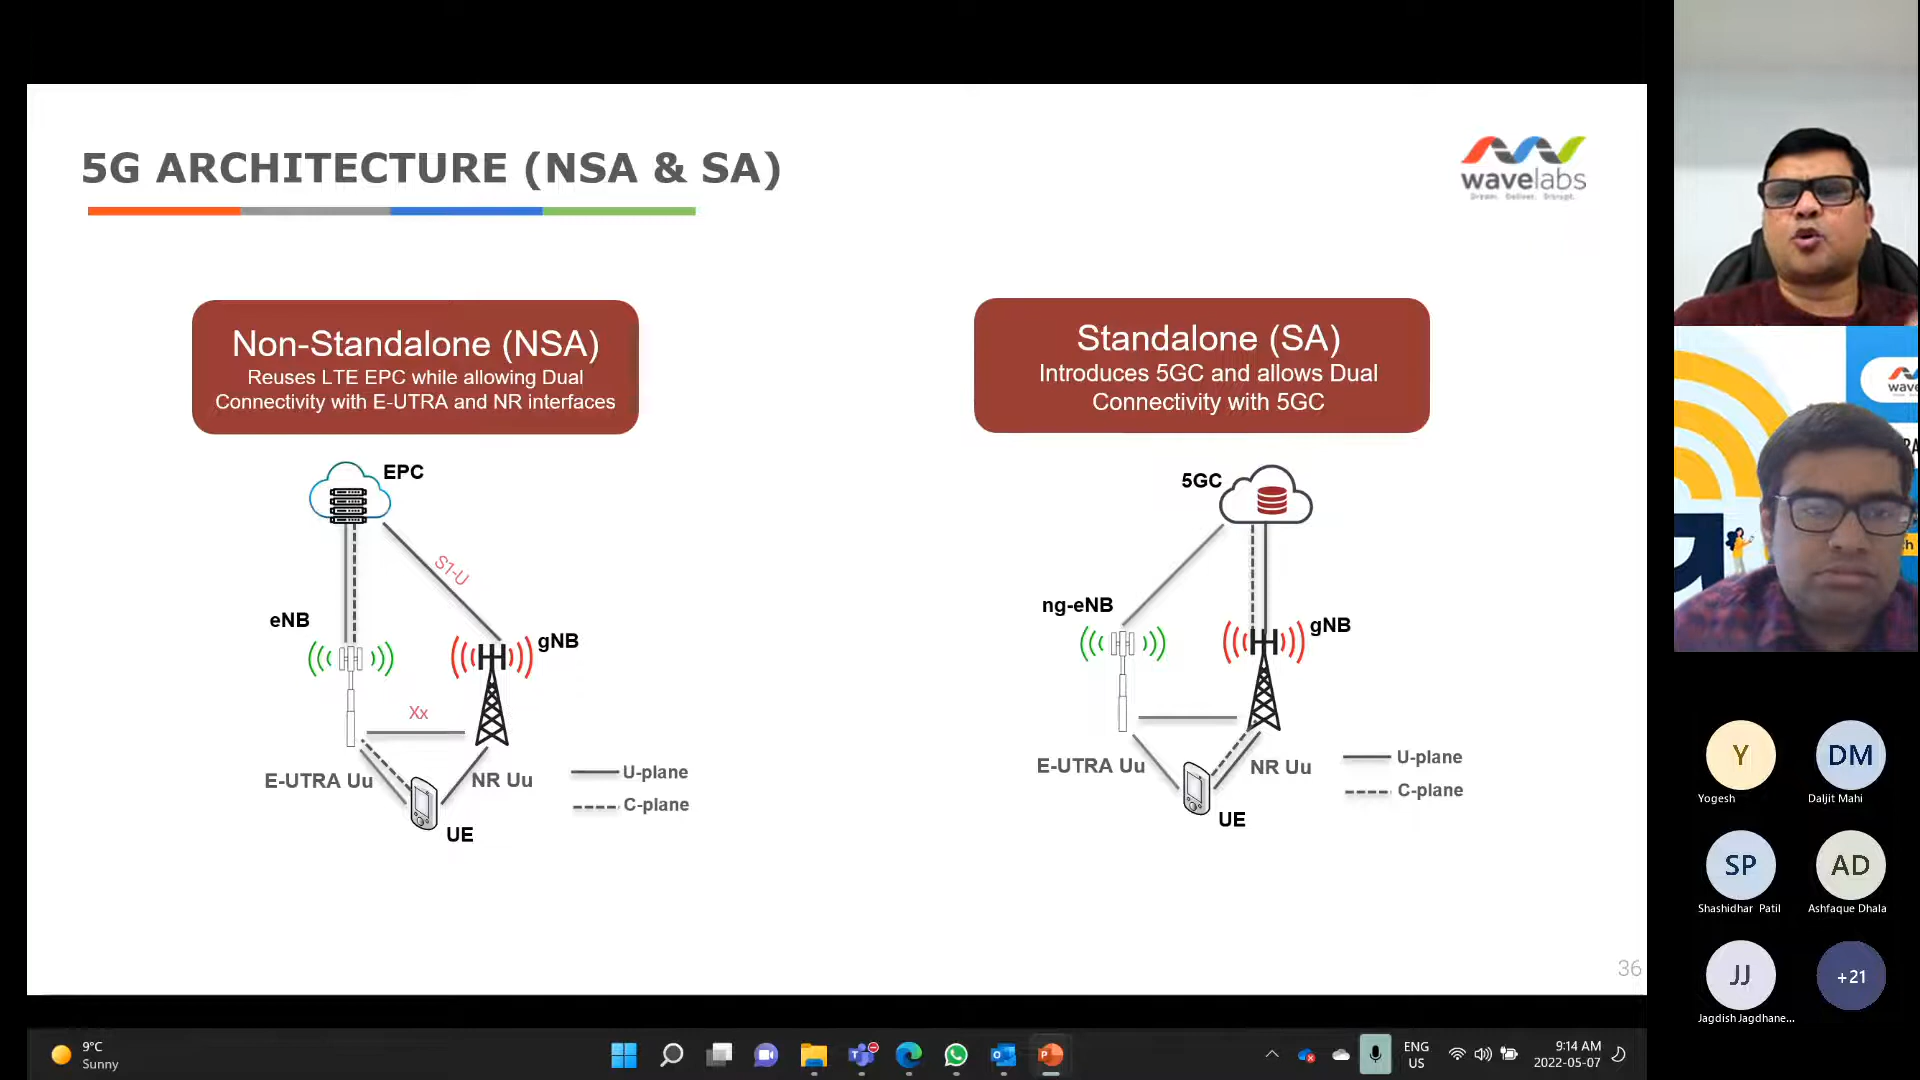 5G ARCHITECTURE (NSA & SA)
wavelabs
Dream. Deliver. Disrupt.
Non-Standalone (NSA)
Reuses LTE EPC while allowing Dual
Connectivity with E-UTRA and NR interfaces
EPC
S1-U
eNB
gNB
Xx
E-UTRA Uu
NR Uu
UE
U-plane
C-plane
Standalone (SA)
Introduces 5GC and allows Dual
Connectivity with 5GC
5GC
ng-eNB
gNB
E-UTRA Uu
NR Uu
UE
U-plane
C-plane
36
wave
Y
Yogesh
DM
Daljit Mahi
SP
Shashidhar Patil
AD
Ashfaque Dhala
JJ
Jagdish Jagdhane...
+21
9°C
Sunny
ENG
US
9:14 AM
2022-05-07